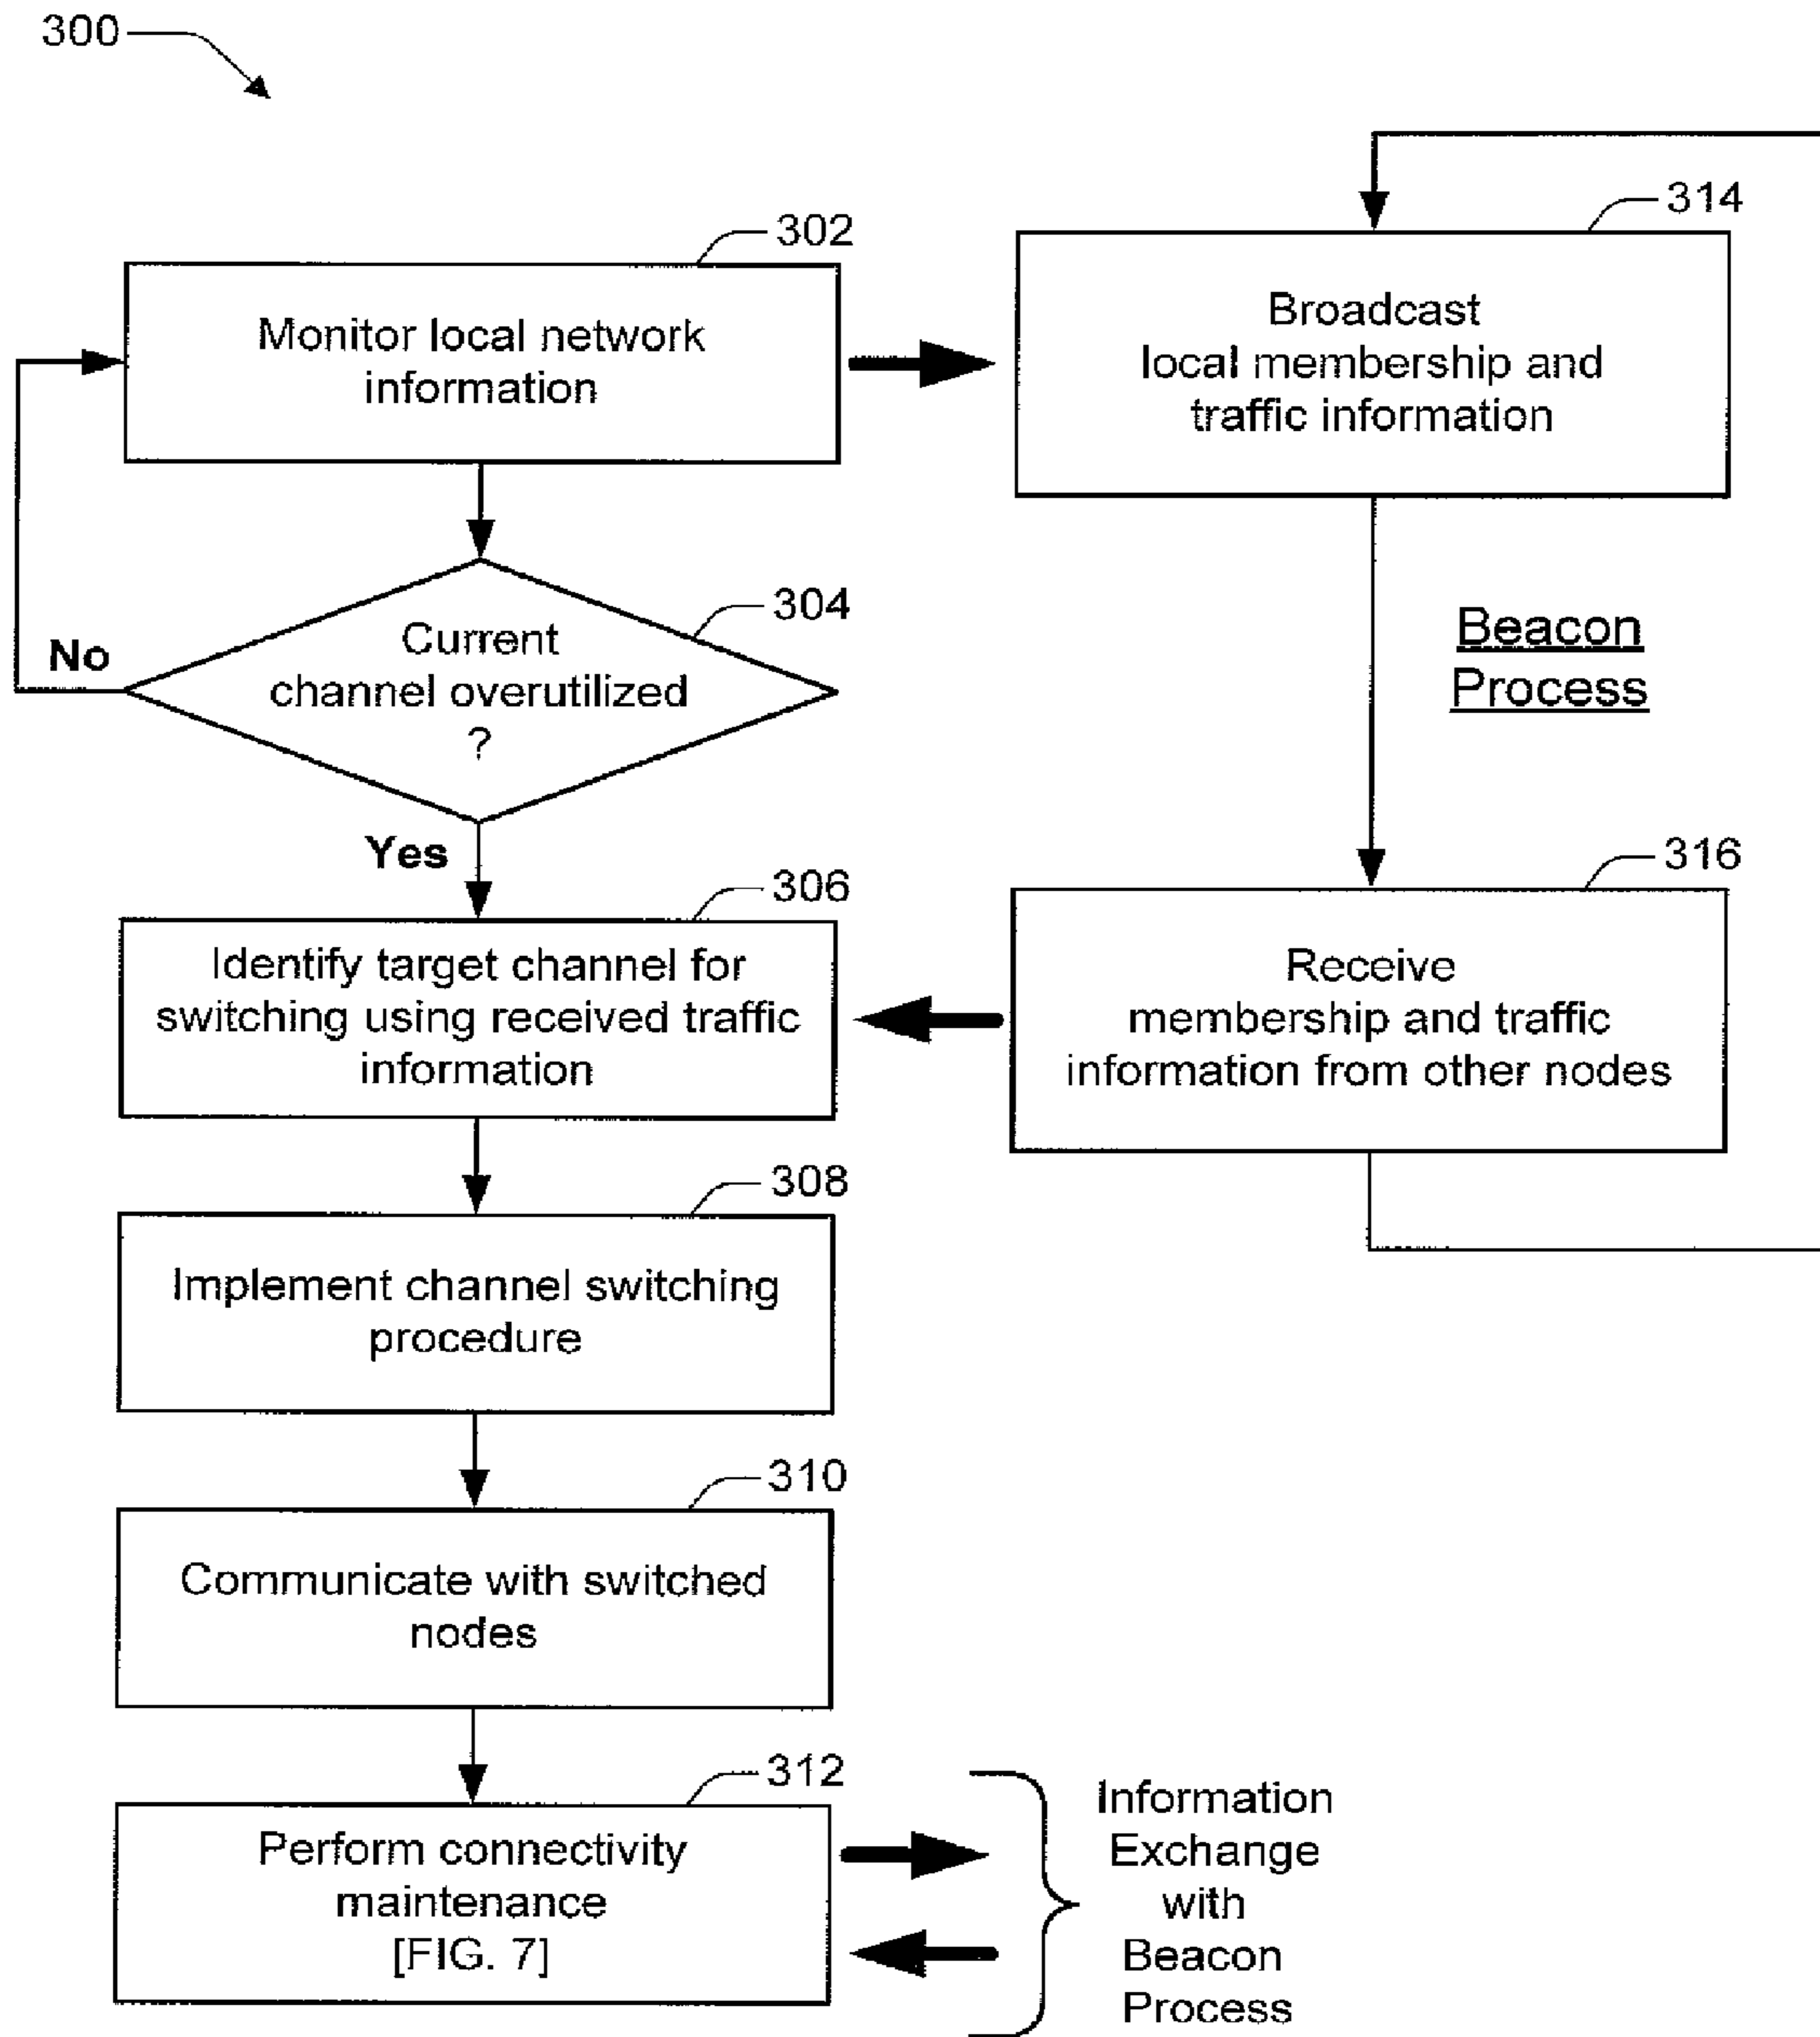 300
302
Monitor local network
information
314
Broadcast
local membership and
traffic information
304
Current
channel overutilized
?
No
Yes
Beacon
Process
306
Identify target channel for
switching using received traffic
information
316
Receive
membership and traffic
information from other nodes
308
Implement channel switching
procedure
310
Communicate with switched
nodes
312
Perform connectivity
maintenance
[FIG. 7]
Information
Exchange
with
Beacon
Process